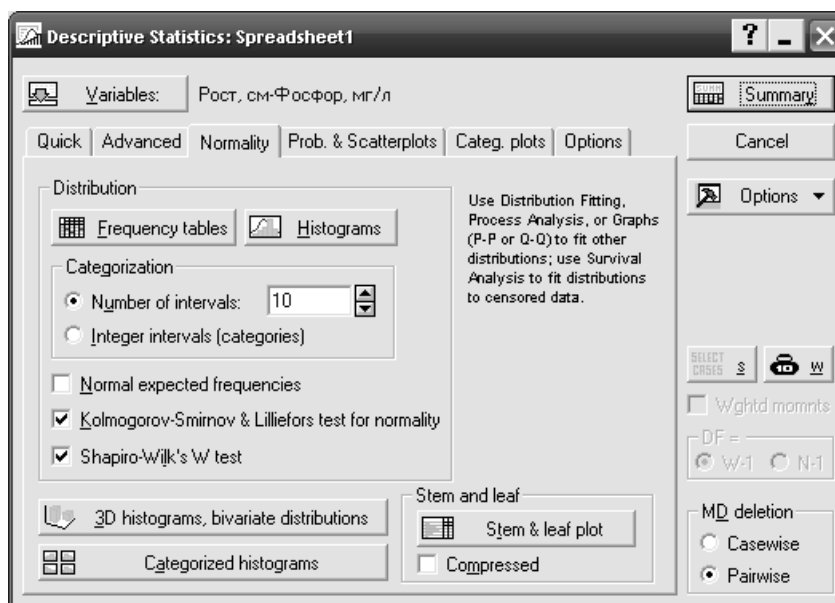 Descriptive Statistics: Spreadsheet1
?
Variables:
Рост, см-Фосфор, мг/л
Summary
Quick
Advanced
Normality
Prob. & Scatterplots
Categ. plots
Options
Cancel
Options
Distribution
Frequency tables
Histograms
Categorization
Number of intervals:
10
Integer intervals (categories)
Normal expected frequencies
Kolmogorov-Smirnov & Lilliefors test for normality
Shapiro-Wilk's W test
Use Distribution Fitting,
Process Analysis, or Graphs
(P-P or Q-Q) to fit other
distributions; use Survival
Analysis to fit distributions
to censored data.
3D histograms, bivariate distributions
Categorized histograms
Stem and leaf
Stem & leaf plot
Compressed
SELECT
CASES
S
W
Wghtd momnts
DF =
W-1
N-1
MD deletion
Casewise
Pairwise